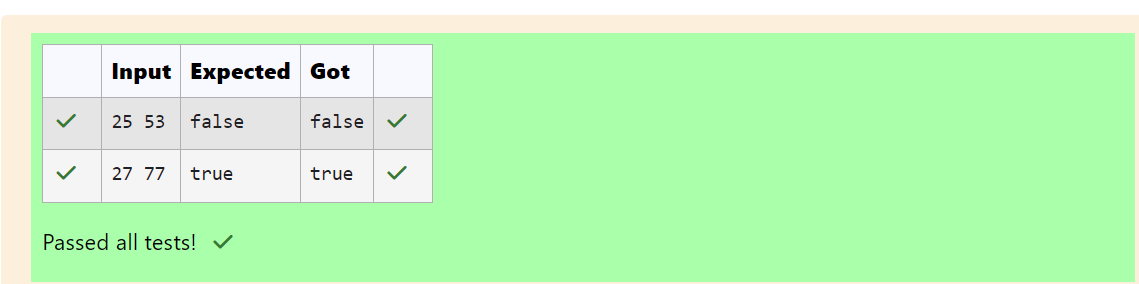 Input Expected Got
25 53 false false
27 77 true true
Passed all tests!